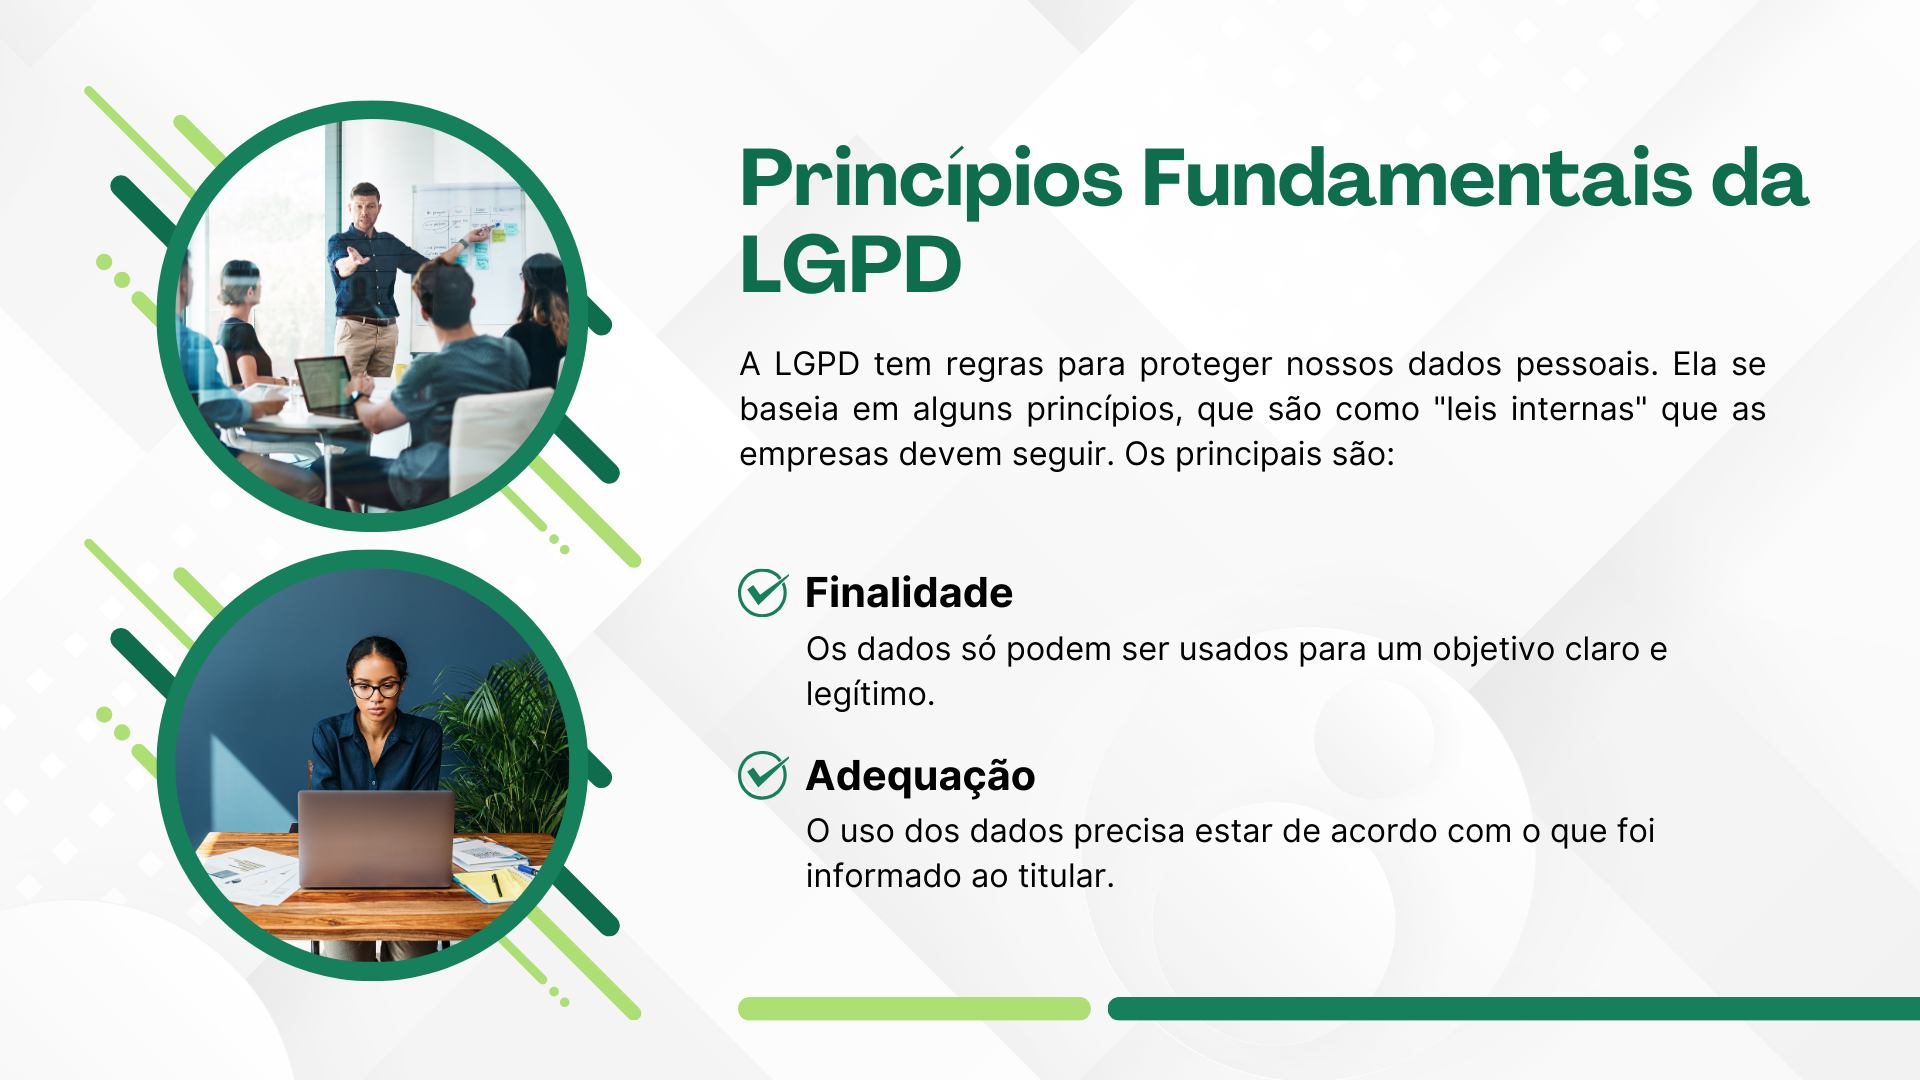 Princípios Fundamentais da
LGPD
A LGPD tem regras para proteger nossos dados pessoais. Ela se
baseia em alguns princípios, que são como "leis internas" que as
empresas devem seguir. Os principais são:
Finalidade
Os dados só podem ser usados para um objetivo claro e
legítimo.
Adequação
O uso dos dados precisa estar de acordo com o que foi
informado ao titular.